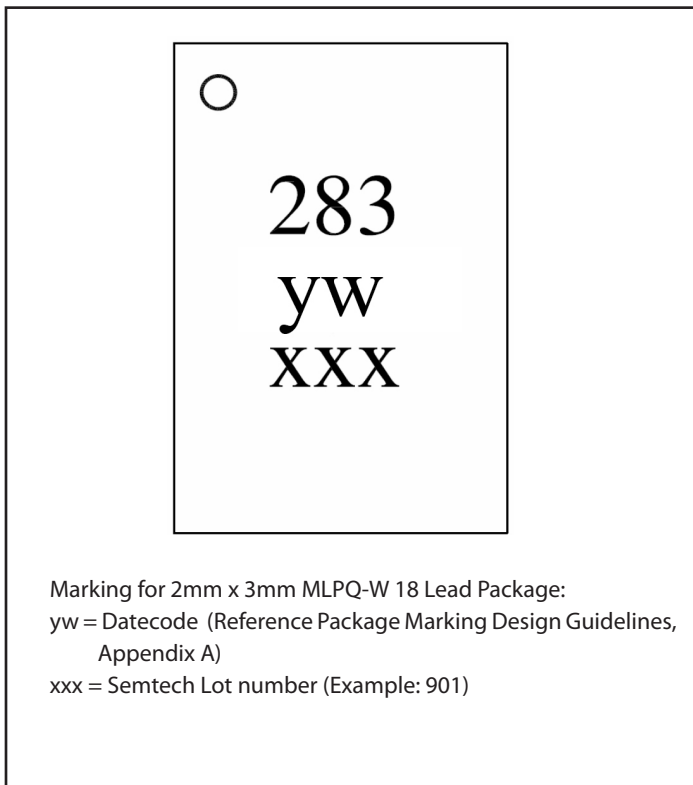 283
yw
xxx
Marking for 2mm x 3mm MLPQ-W 18 Lead Package:
yw = Datecode (Reference Package Marking Design Guidelines,
Appendix A)
xxx = Semtech Lot number (Example: 901)